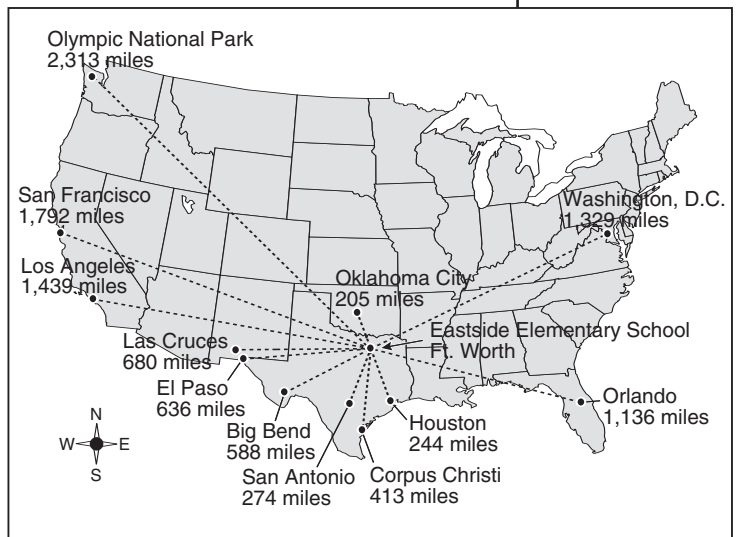 Olympic National Park
2,313 miles
San Francisco
1,792 miles
Washington, D.C.
1,329 miles
Los Angeles
1,439 miles
Oklahoma City
205 miles
Eastside Elementary School
Ft. Worth
Las Cruces
680 miles
El Paso
636 miles
Orlando
1,136 miles
Big Bend
588 miles
Houston
244 miles
San Antonio
274 miles
Corpus Christi
413 miles
N
W E
S